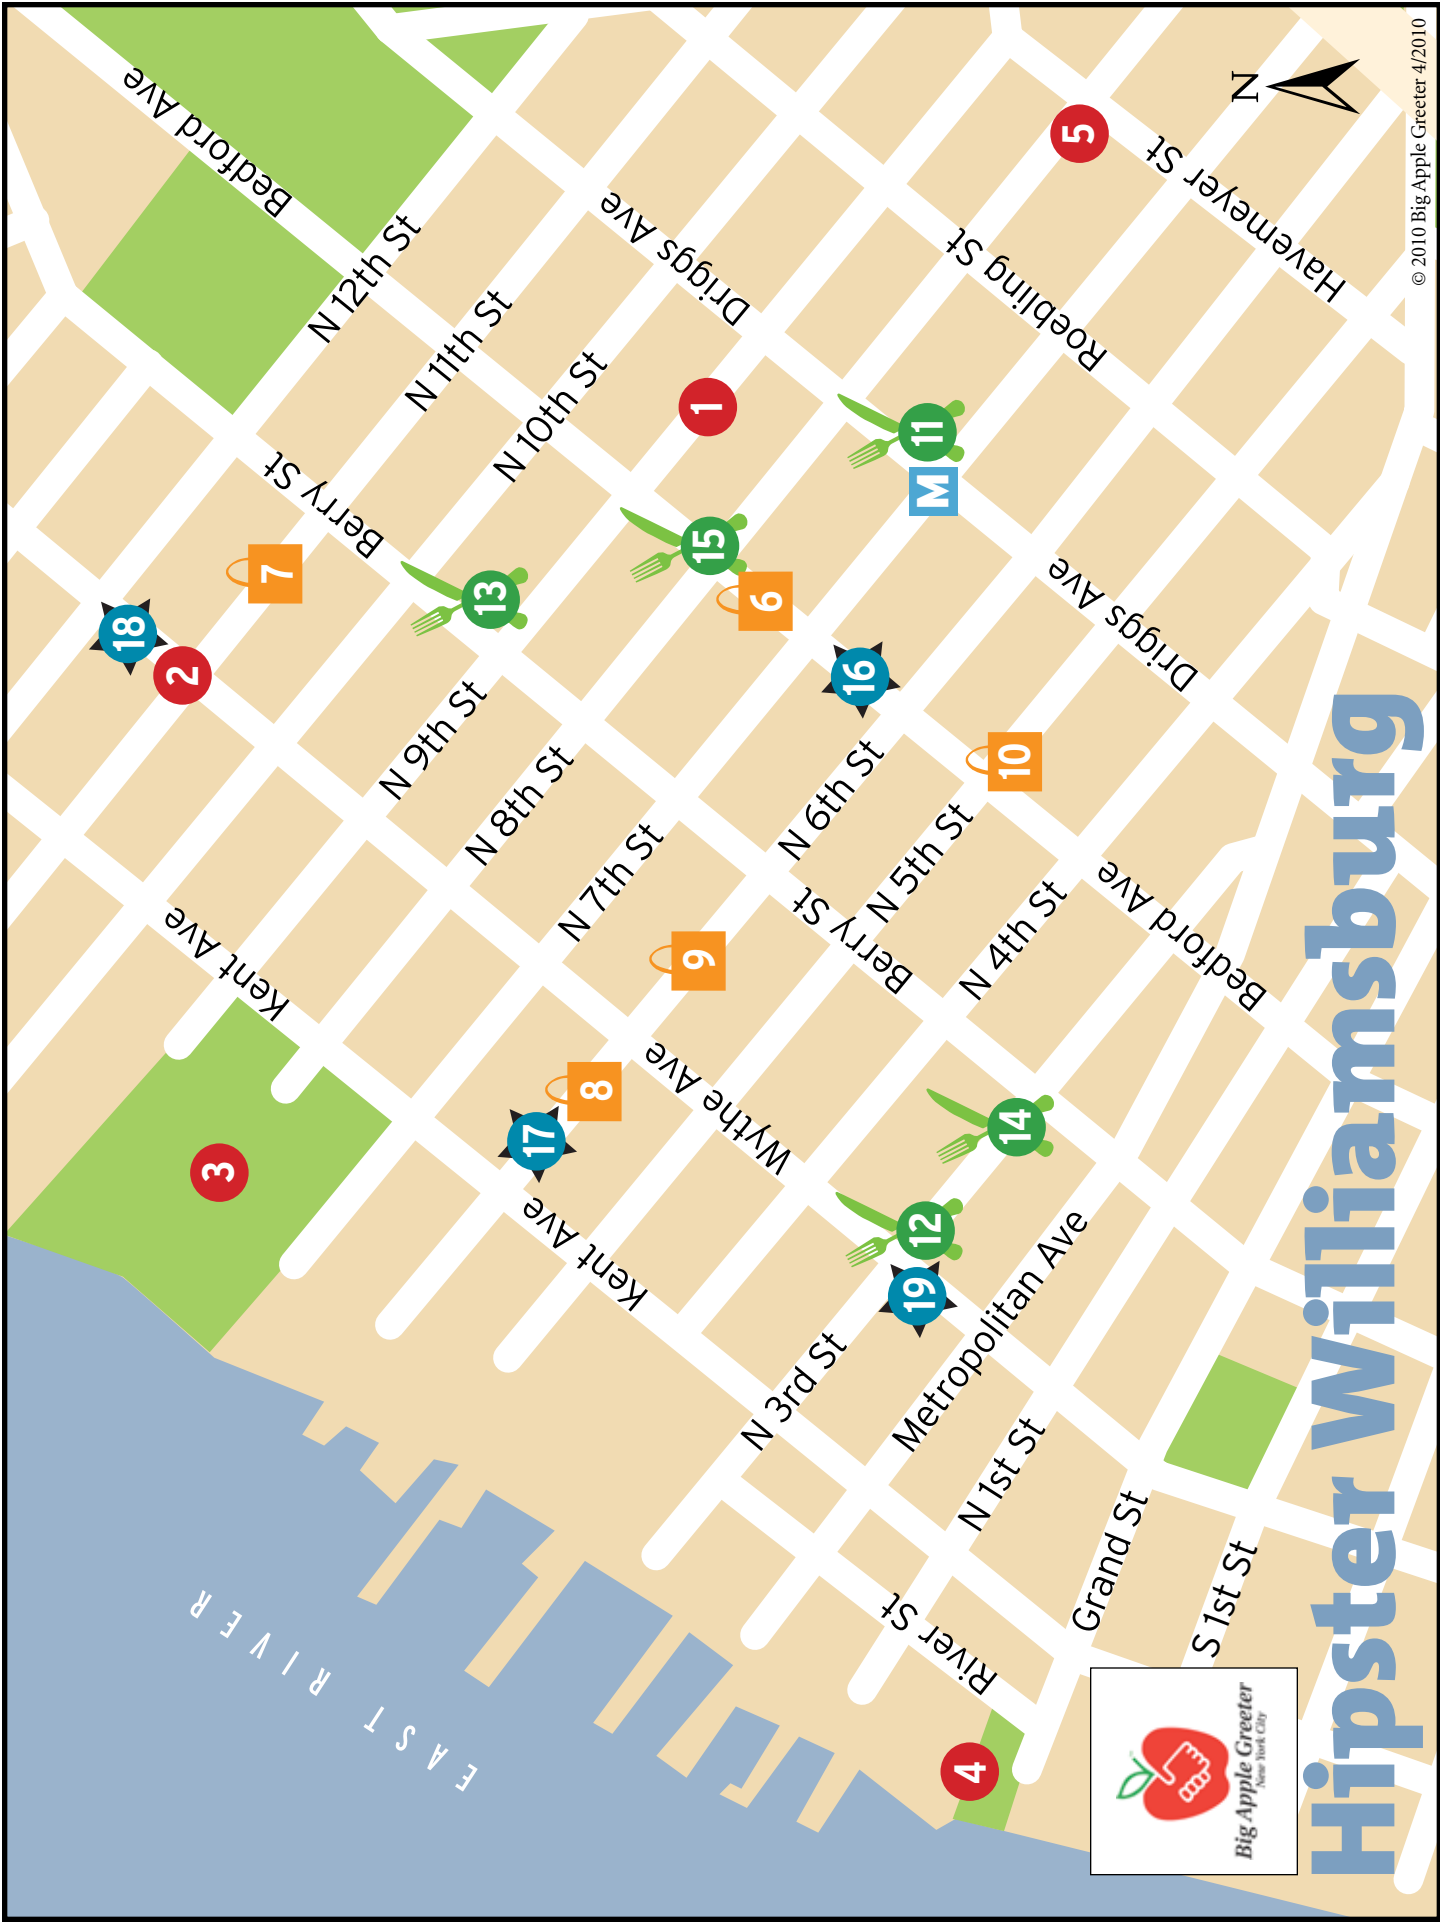 Hipster Williamsburg
© 2010 Big Apple Greeter 4/2010
N
EAST RIVER
Big Apple Greeter
New York City
Bedford Ave
Driggs Ave
Roebling St
Havemeyer St
N 12th St
N 11th St
N 10th St
Berry St
N 9th St
N 8th St
N 7th St
N 6th St
N 5th St
N 4th St
Berry St
Driggs Ave
Bedford Ave
Kent Ave
Wythe Ave
Kent Ave
N 3rd St
Metropolitan Ave
N 1st St
Grand St
S 1st St
River St
M
1
2
3
4
5
6
7
8
9
10
11
12
13
14
15
16
17
18
19